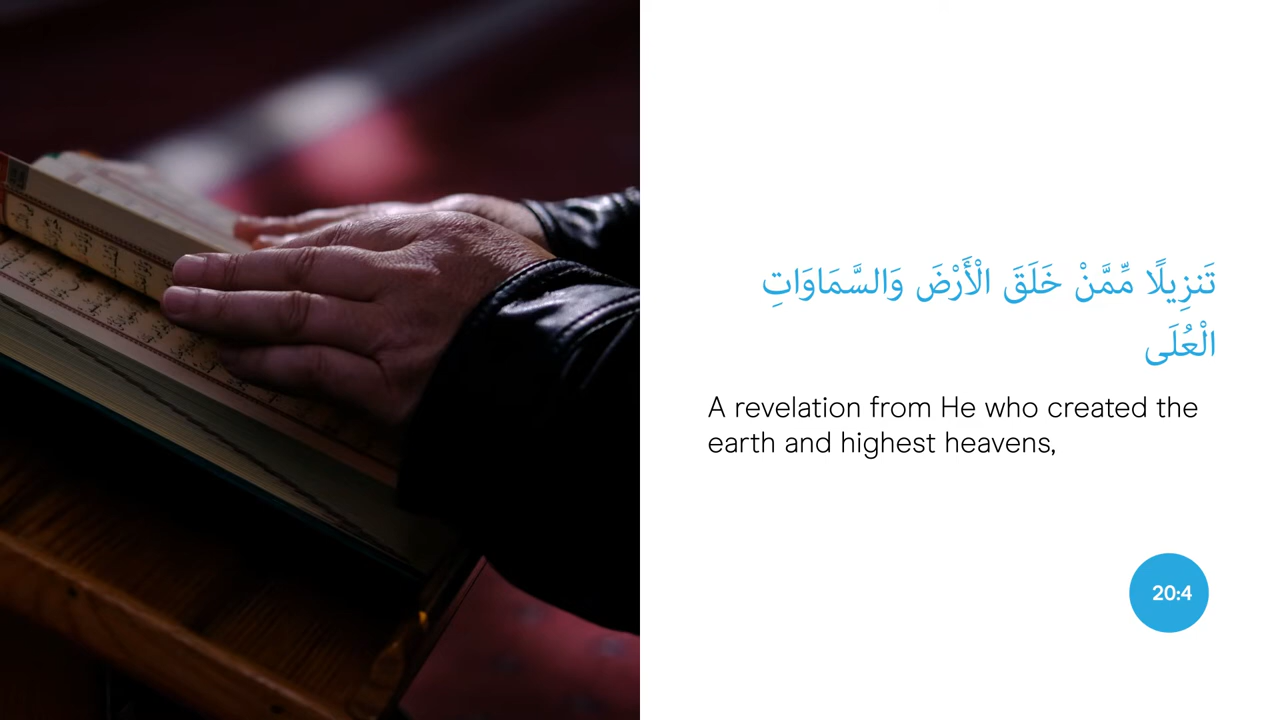 تَنزِيلًا مِّمَّنْ خَلَقَ الْأَرْضَ وَالسَّمَاوَاتِ
الْعُلَى
A revelation from He who created the
earth and highest heavens,
20:4